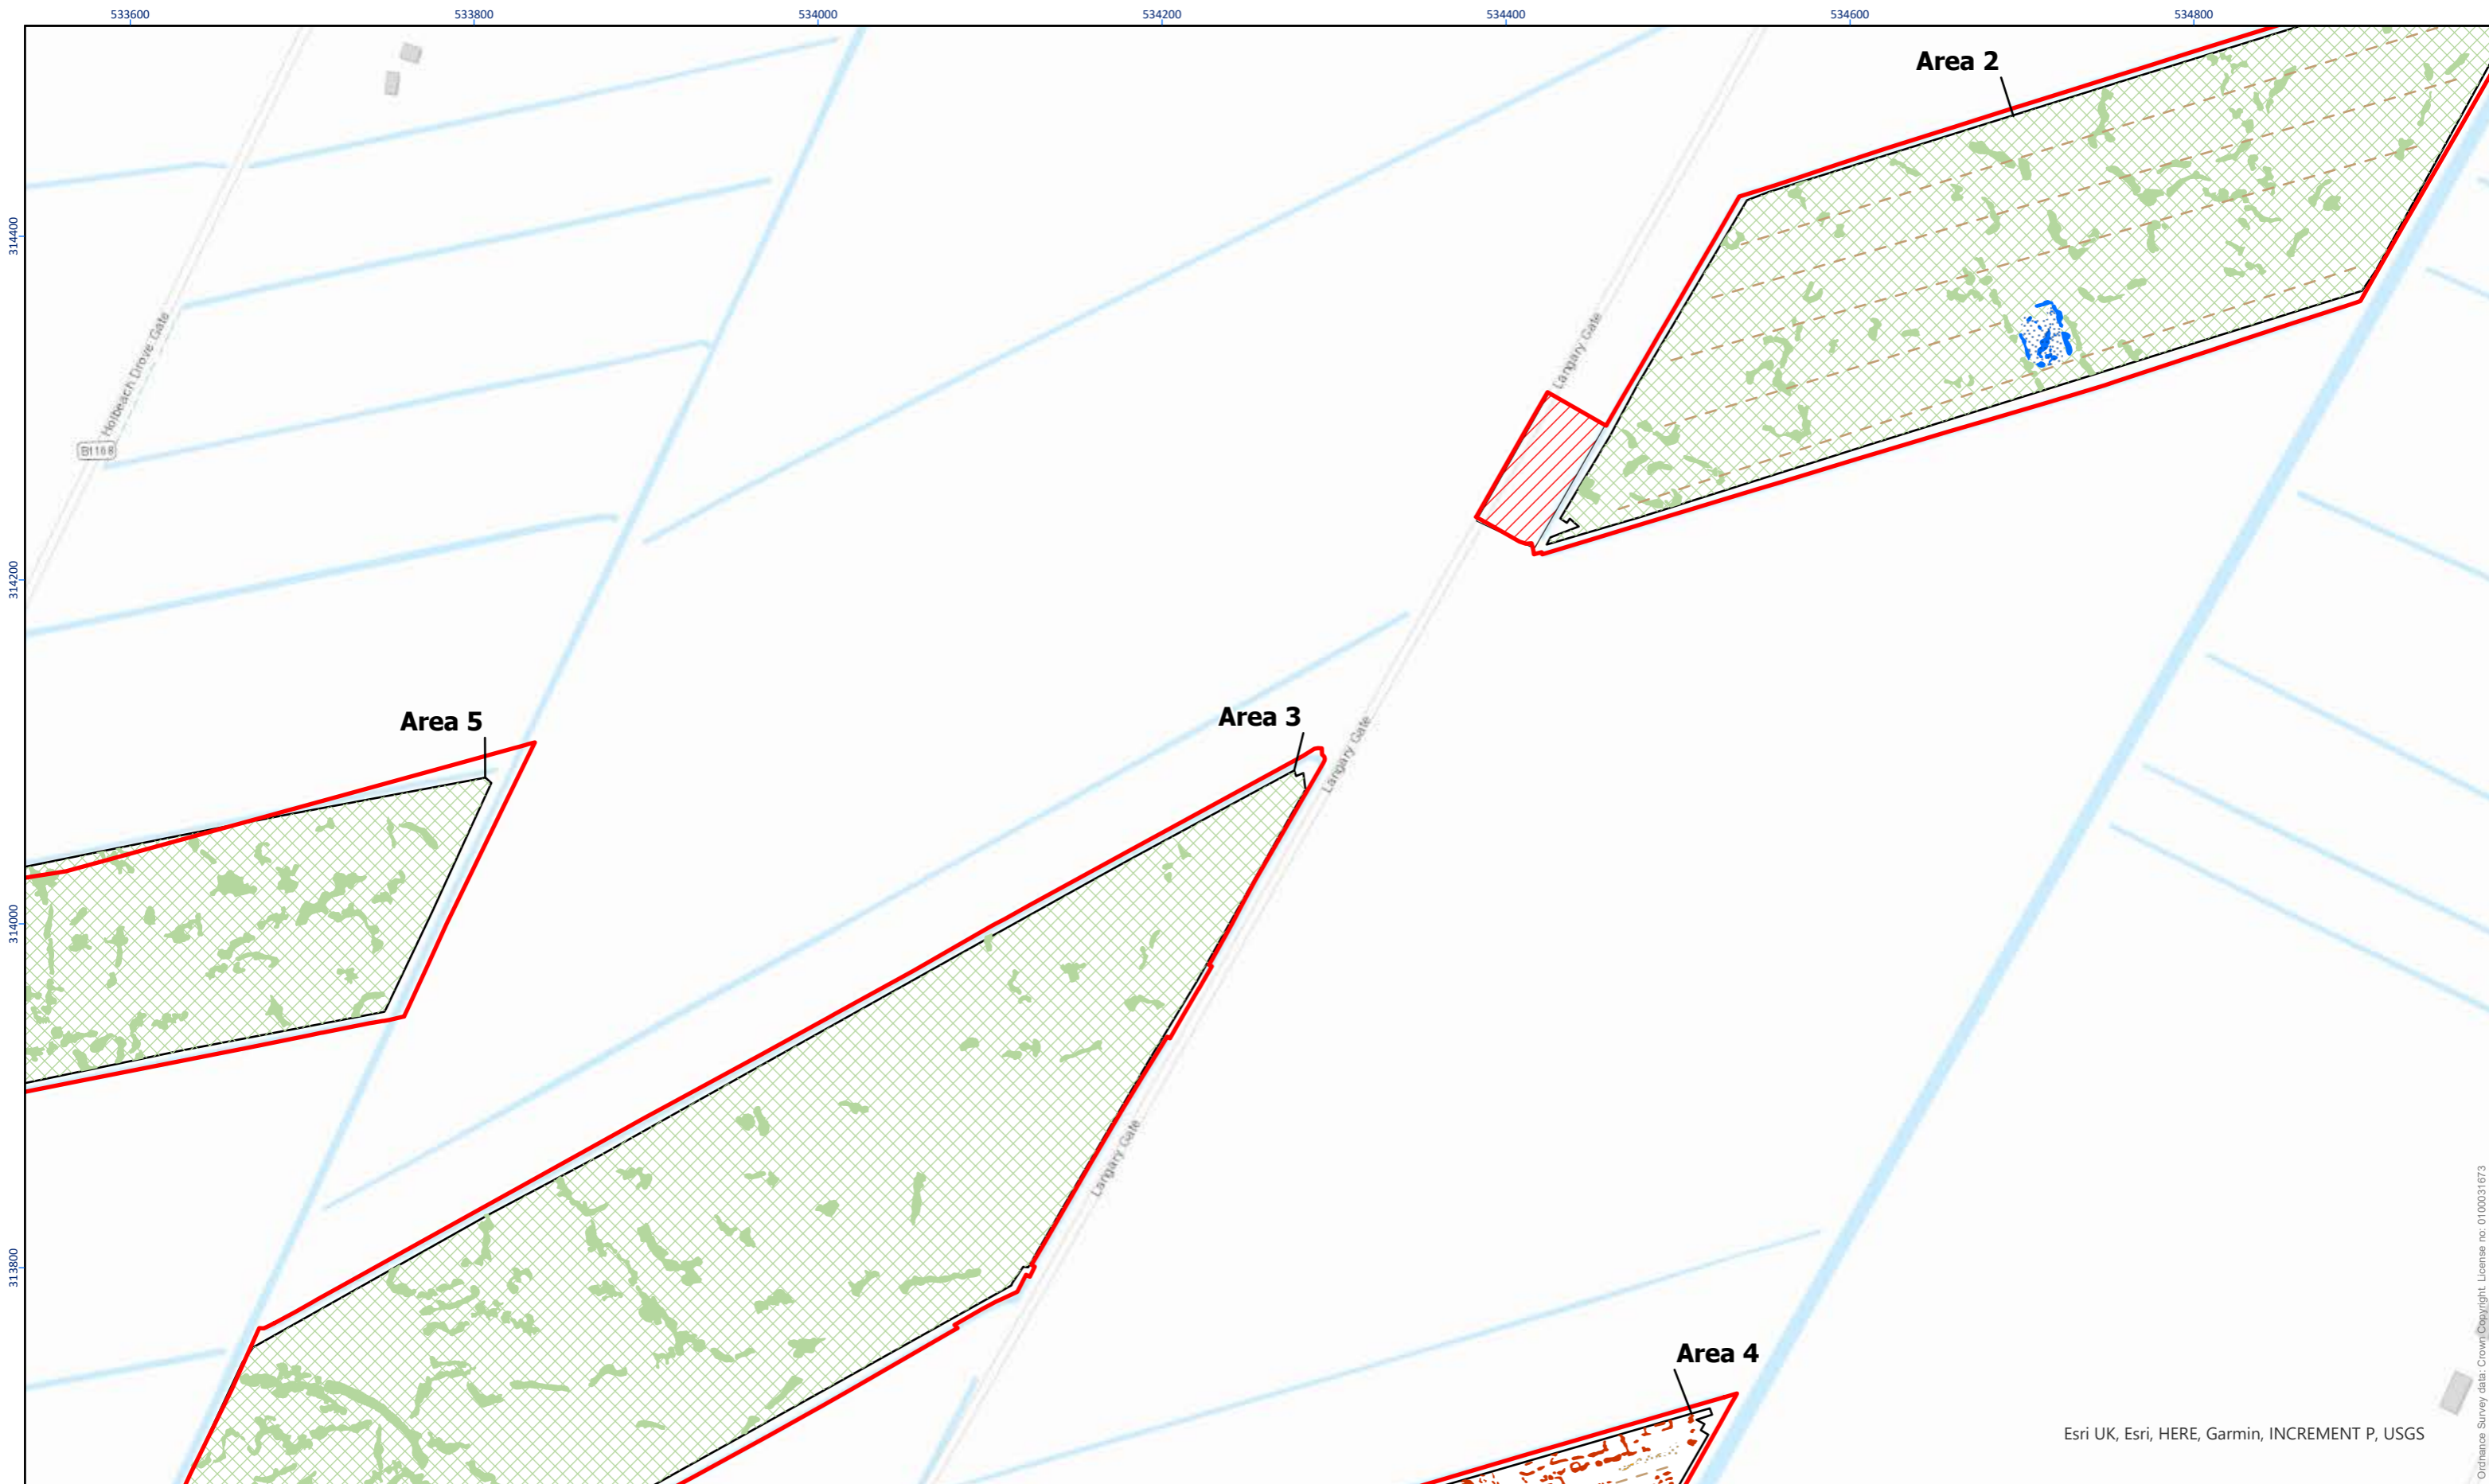 533600
533800
534000
534200
534400
534600
534800
Area 2
314400
Langary Gate
Holbeach Drove Gate
B1168
314200
Area 5
Area 3
Langary Gate
314000
Langary Gate
313800
Area 4
Esri UK, Esri, HERE, Garmin, INCREMENT P, USGS
Ordnance Survey data: Crown Copyright. License no: 0100031673